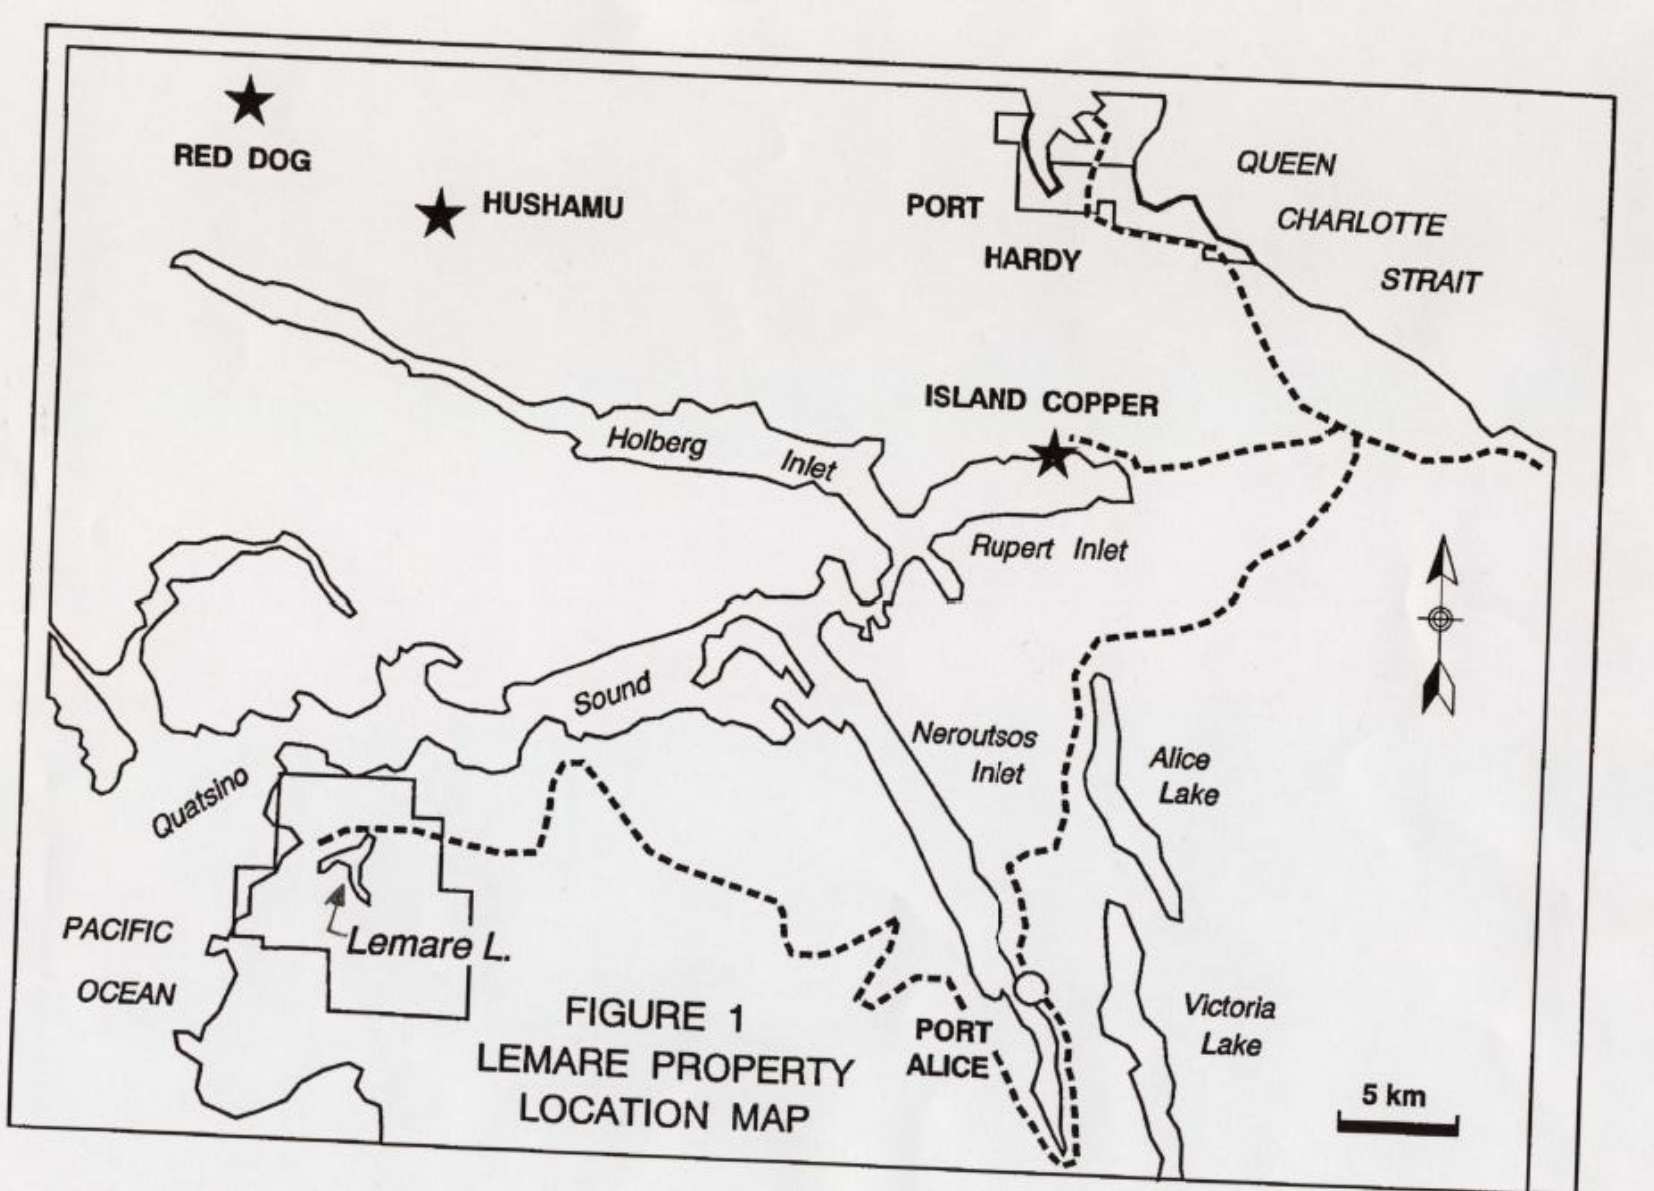 RED DOG
HUSHAMU
PORT
HARDY
QUEEN
CHARLOTTE
STRAIT
ISLAND COPPER
Holberg
Inlet
Rupert Inlet
Sound
Quatsino
Neroutsos
Inlet
Alice
Lake
PACIFIC
OCEAN
Lemare L.
Victoria
Lake
PORT
ALICE
FIGURE 1
LEMARE PROPERTY
LOCATION MAP
5 km